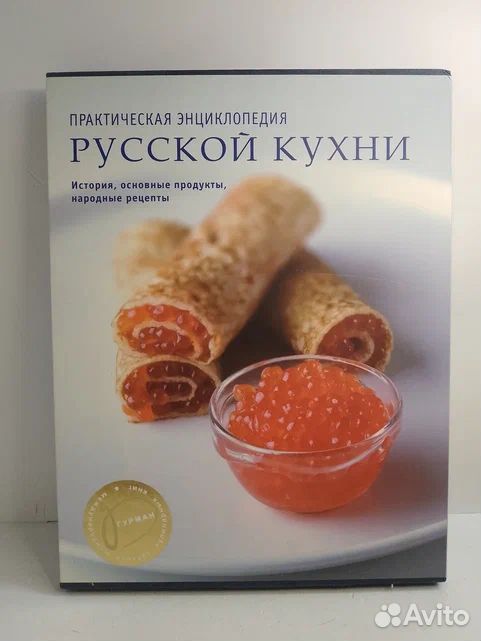 ПРАКТИЧЕСКАЯ ЭНЦИКЛОПЕДИЯ
РУССКОЙ КУХНИ
История, основные продукты,
народные рецепты
ГУРМАН
Avito